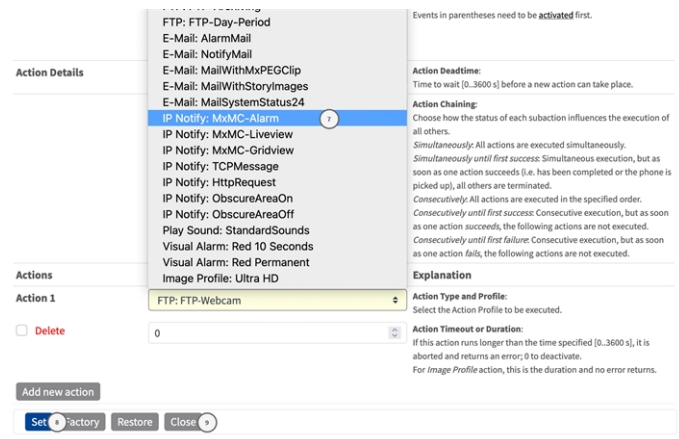 Events in parentheses need to be activated first.
FTP: FTP-Day-Period
E-Mail: AlarmMail
E-Mail: NotifyMail
E-Mail: MailWithMxPEGClip
E-Mail: MailWithStoryImages
E-Mail: MailSystemStatus24
IP Notify: MxMC-Alarm
7
IP Notify: MxMC-Liveview
IP Notify: MxMC-Gridview
IP Notify: TCPMessage
IP Notify: HttpRequest
IP Notify: ObscureAreaOn
IP Notify: ObscureAreaOff
Play Sound: StandardSounds
Visual Alarm: Red 10 Seconds
Visual Alarm: Red Permanent
Image Profile: Ultra HD
Action Details
Action Deadtime:
Time to wait [0..3600 s] before a new action can take place.
Action Chaining:
Choose how the status of each subaction influences the execution of
all others.
Simultaneously: All actions are executed simultaneously.
Simultaneously until first success: Simultaneous execution, but as
soon as one action succeeds (i.e. has been completed or the phone is
picked up), all others are terminated.
Consecutively: All actions are executed in the specified order.
Consecutively until first success: Consecutive execution, but as soon
as one action succeeds, the following actions are not executed.
Consecutively until first failure: Consecutive execution, but as soon
as one action fails, the following actions are not executed.
Actions
Explanation
Action 1
FTP: FTP-Webcam
Action Type and Profile:
Select the Action Profile to be executed.
Delete
0
Action Timeout or Duration:
If this action runs longer than the time specified [0..3600 s], it is
aborted and returns an error; 0 to deactivate.
For Image Profile action, this is the duration and no error returns.
Add new action
Set 8 Factory Restore Close 9